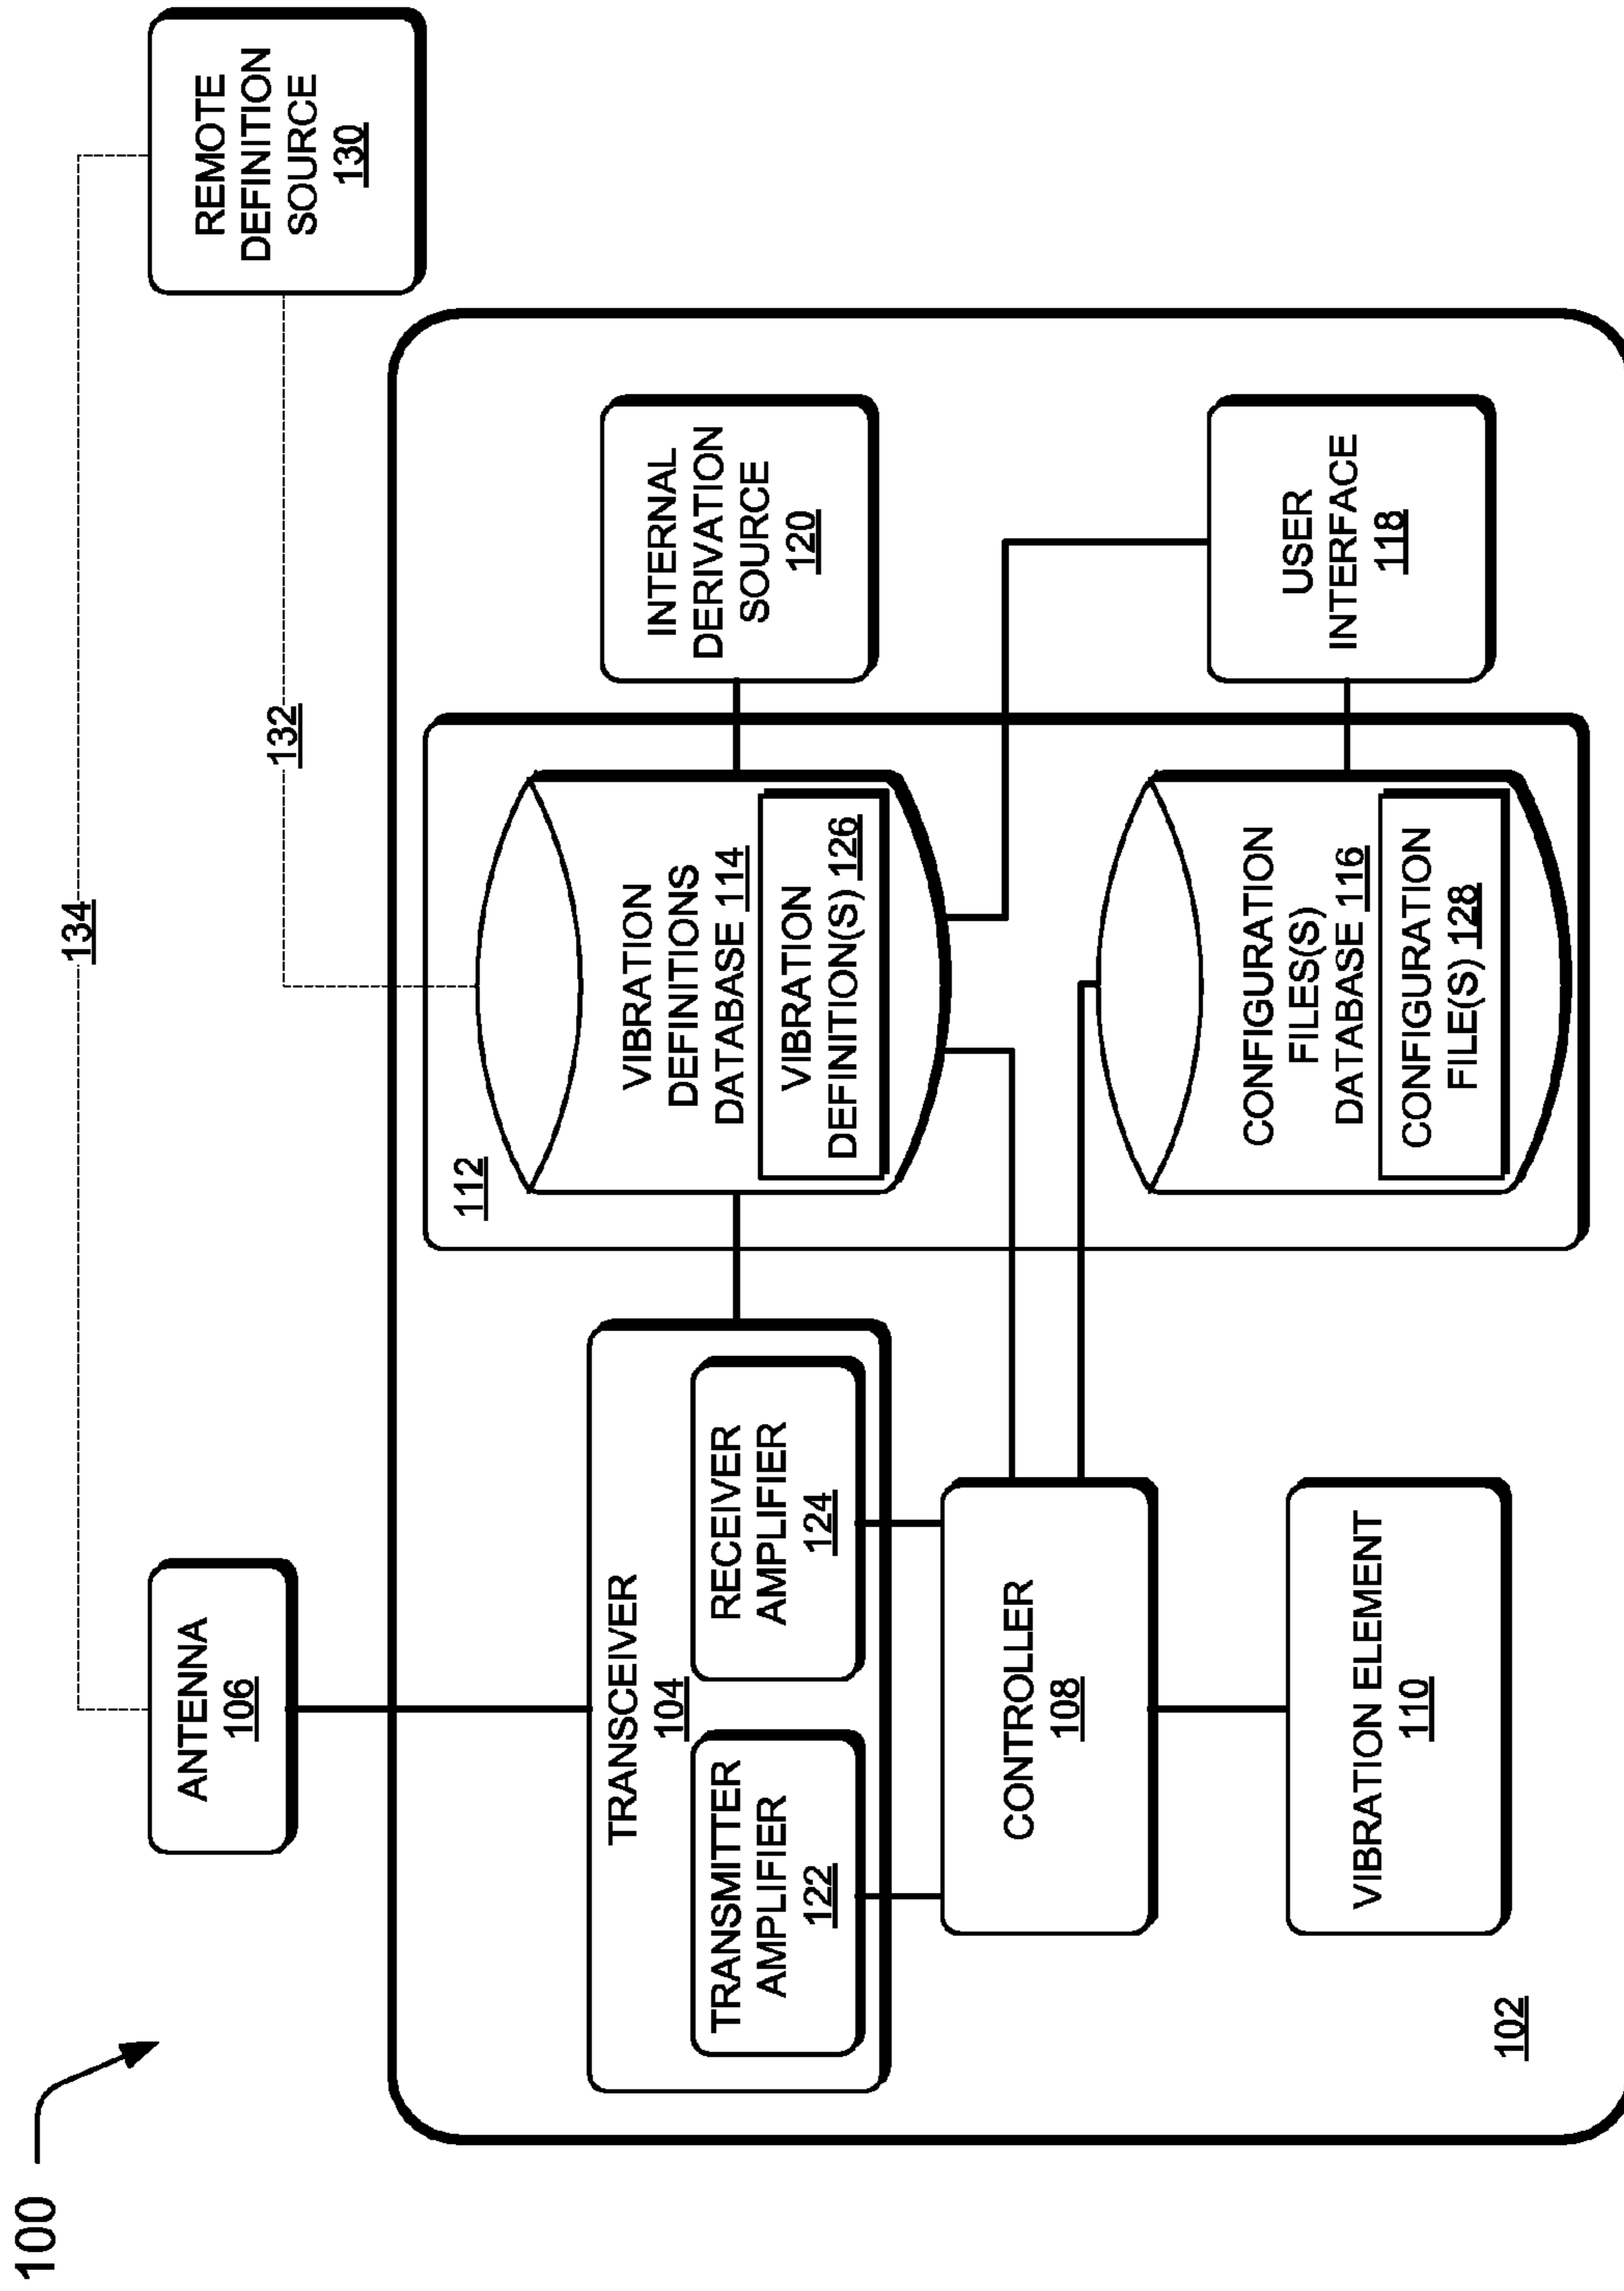 100
134
ANTENNA
106
REMOTE
DEFINITION
SOURCE
130
132
TRANSCEIVER
104
TRANSMITTER
AMPLIFIER
122
RECEIVER
AMPLIFIER
124
112
VIBRATION
DEFINITIONS
DATABASE 114
VIBRATION
DEFINITION(S) 126
INTERNAL
DERIVATION
SOURCE
120
CONTROLLER
108
VIBRATION ELEMENT
110
CONFIGURATION
FILES(S)
DATABASE 116
CONFIGURATION
FILE(S) 128
USER
INTERFACE
118
102